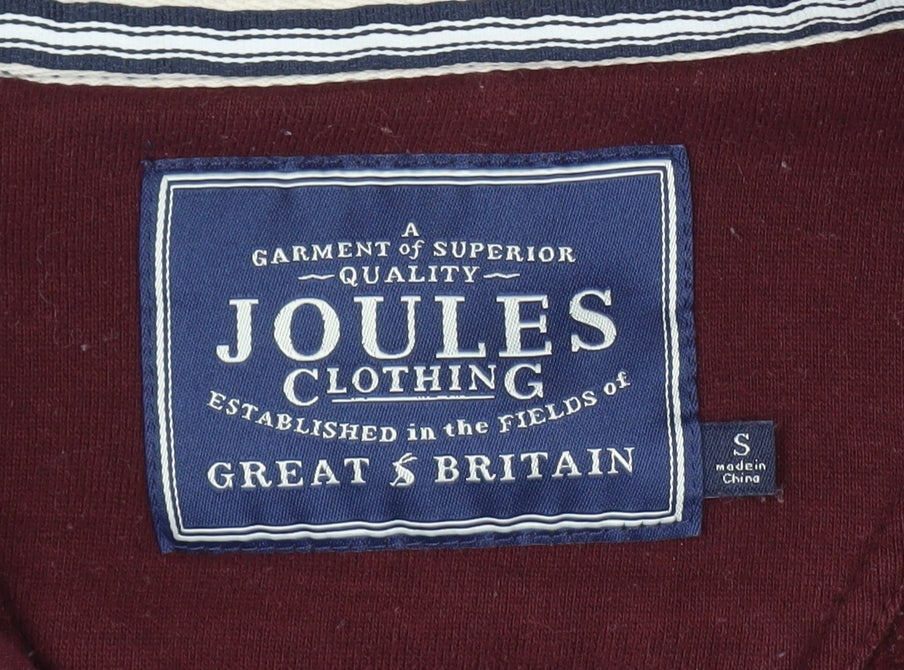 A
GARMENT of SUPERIOR
QUALITY
JOULES
CLOTHING
ESTABLISHED in the FIELDS of
GREAT BRITAIN
S
made in
China